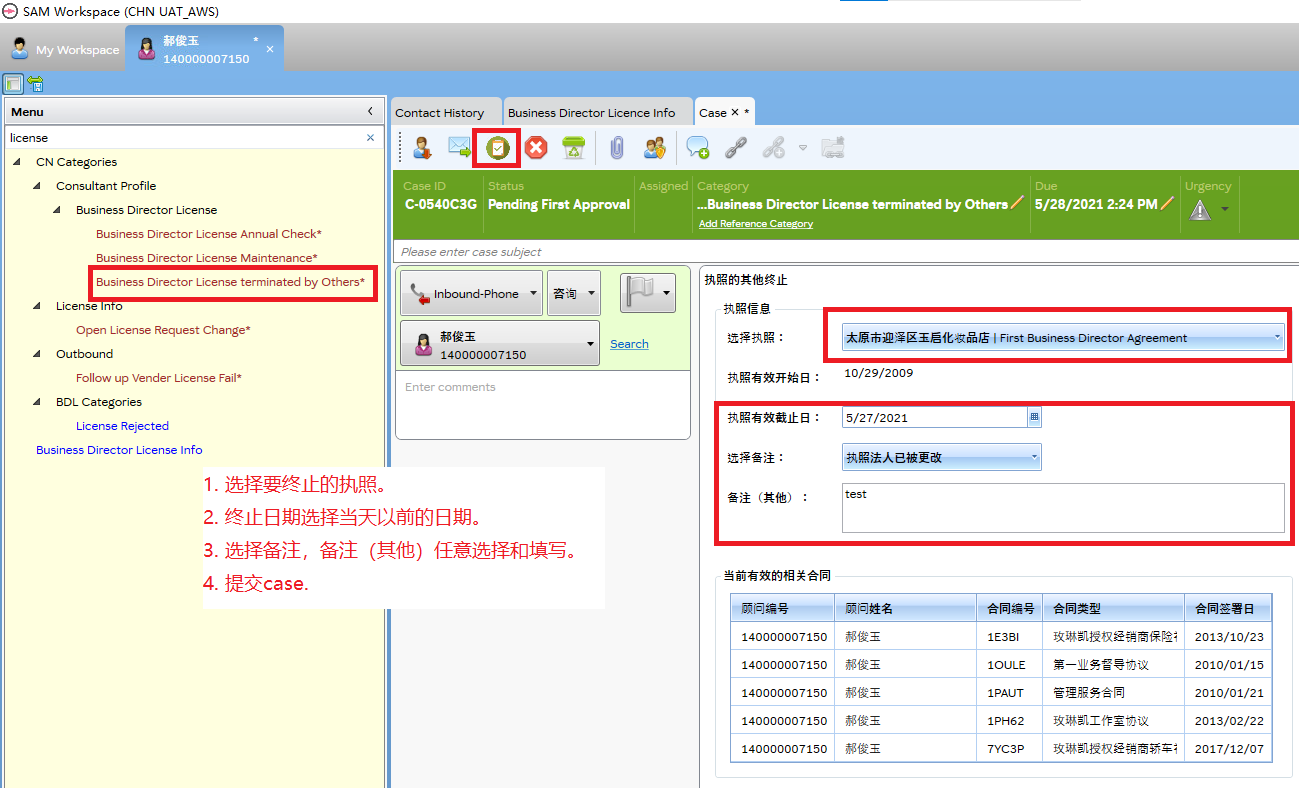 SAM Workspace (CHN UAT_AWS)
My Workspace
郝俊玉 *
140000007150
Menu
license
CN Categories
Consultant Profile
Business Director License
Business Director License Annual Check*
Business Director License Maintenance*
Business Director License terminated by Others*
License Info
Open License Request Change*
Outbound
Follow up Vender License Fail*
BDL Categories
License Rejected
Business Director License Info
1. 选择要终止的执照。
2. 终止日期选择当天以前的日期。
3. 选择备注，备注（其他）任意选择和填写。
4. 提交case.
Contact History
Business Director Licence Info
Case *
Case ID
C-0540C3G
Status
Pending First Approval
Assigned
Category
...Business Director License terminated by Others
Add Reference Category
Due
5/28/2021 2:24 PM
Urgency
Please enter case subject
Inbound-Phone
咨询
郝俊玉
140000007150
Search
Enter comments
执照的其他终止
执照信息
选择执照： 太原市迎泽区玉启化妆品店 | First Business Director Agreement
执照有效开始日： 10/29/2009
执照有效截止日： 5/27/2021
选择备注： 执照法人已被更改
备注（其他）： test
当前有效的相关合同
顾问编号 顾问姓名 合同编号 合同类型 合同签署日
140000007150 郝俊玉 1E3BI 玫琳凯授权经销商保险 2013/10/23
140000007150 郝俊玉 1OULE 第一业务督导协议 2010/01/15
140000007150 郝俊玉 1PAUT 管理服务合同 2010/01/21
140000007150 郝俊玉 1PH62 玫琳凯工作室协议 2013/02/22
140000007150 郝俊玉 7YC3P 玫琳凯授权经销商轿车 2017/12/07